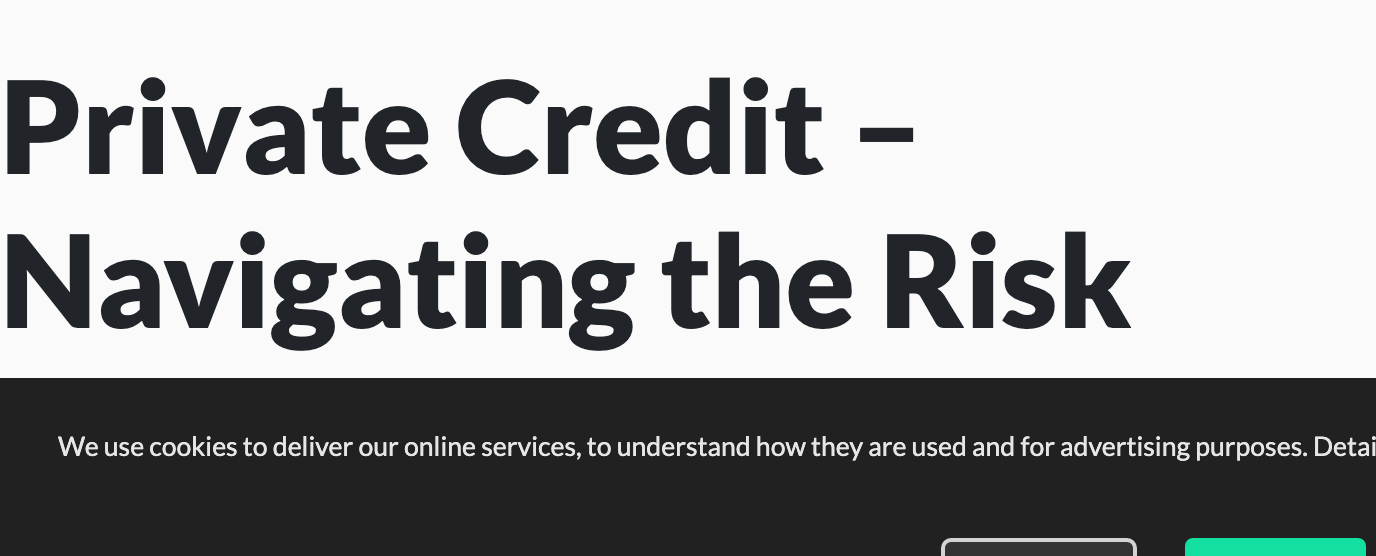 Private Credit –
Navigating the Risk
We use cookies to deliver our online services, to understand how they are used and for advertising purposes. Detai